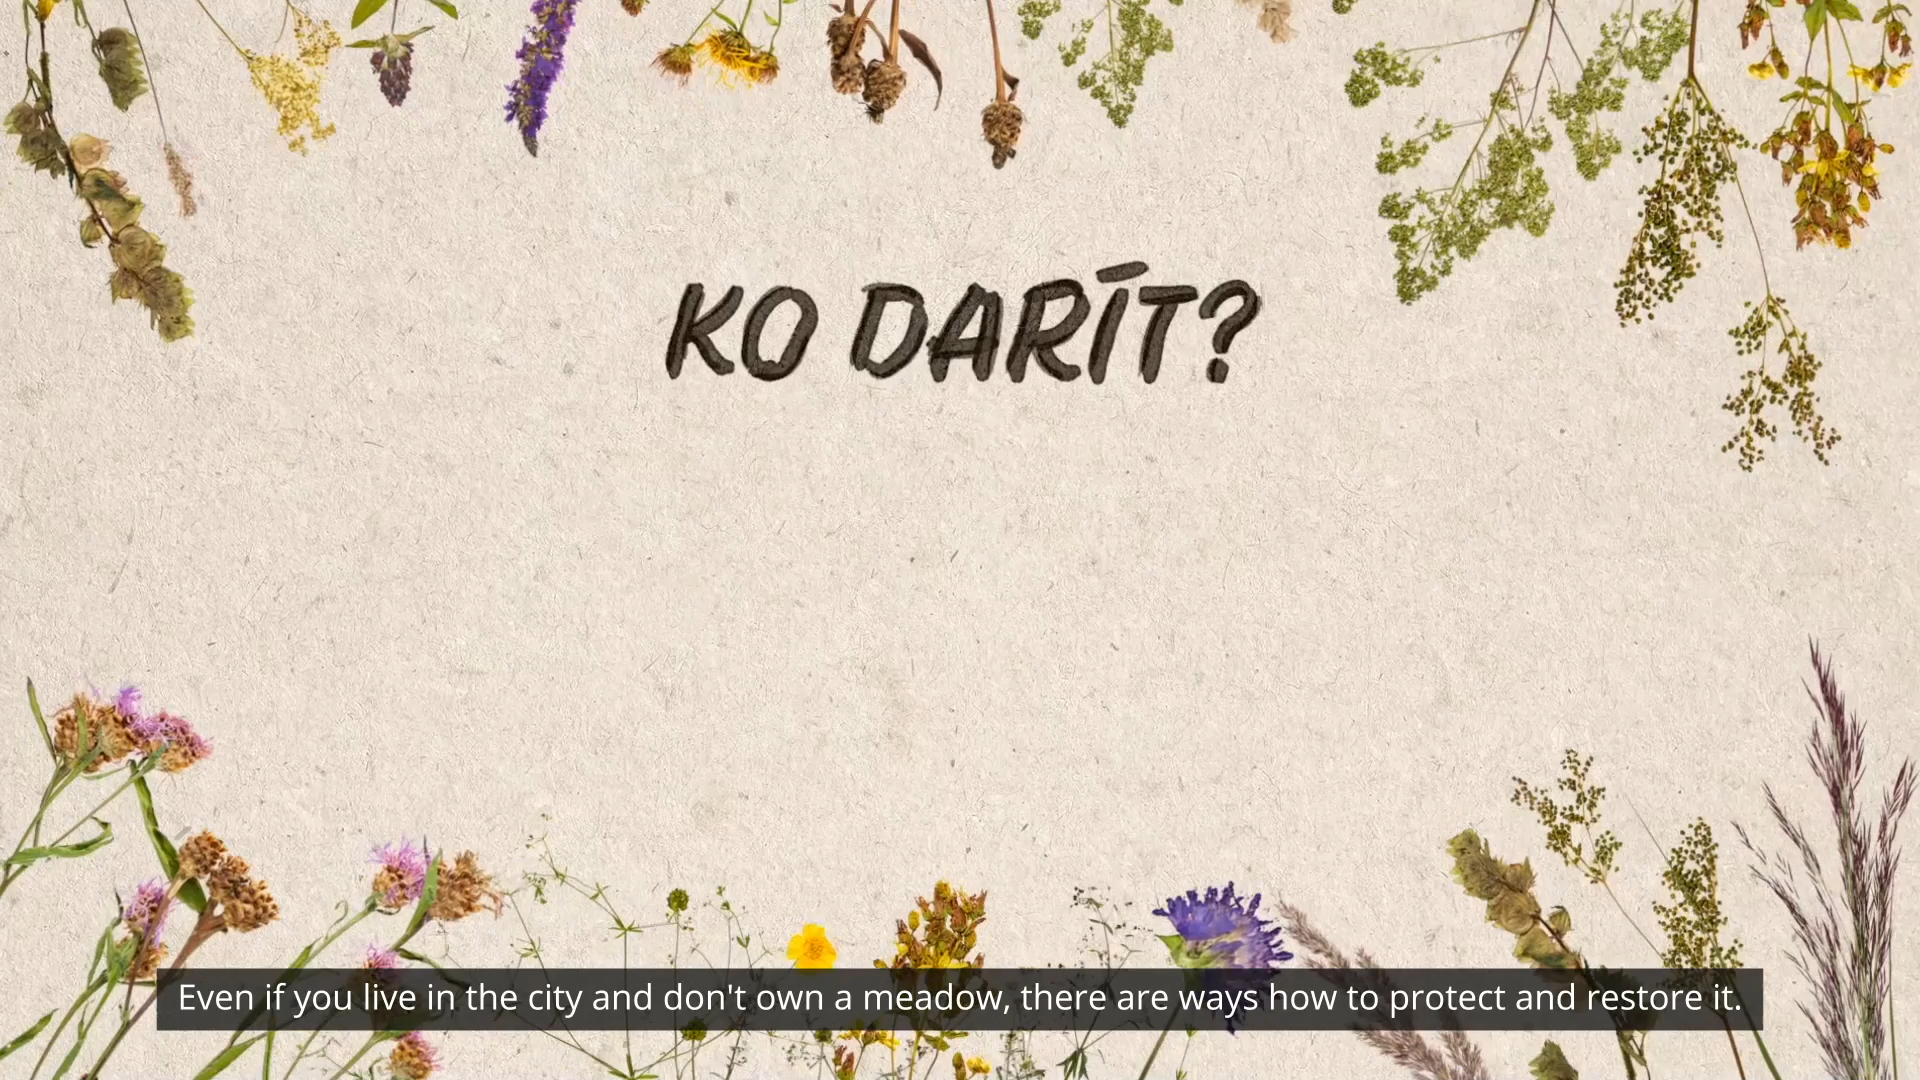 KO DARĪT?
Even if you live in the city and don't own a meadow, there are ways how to protect and restore it.